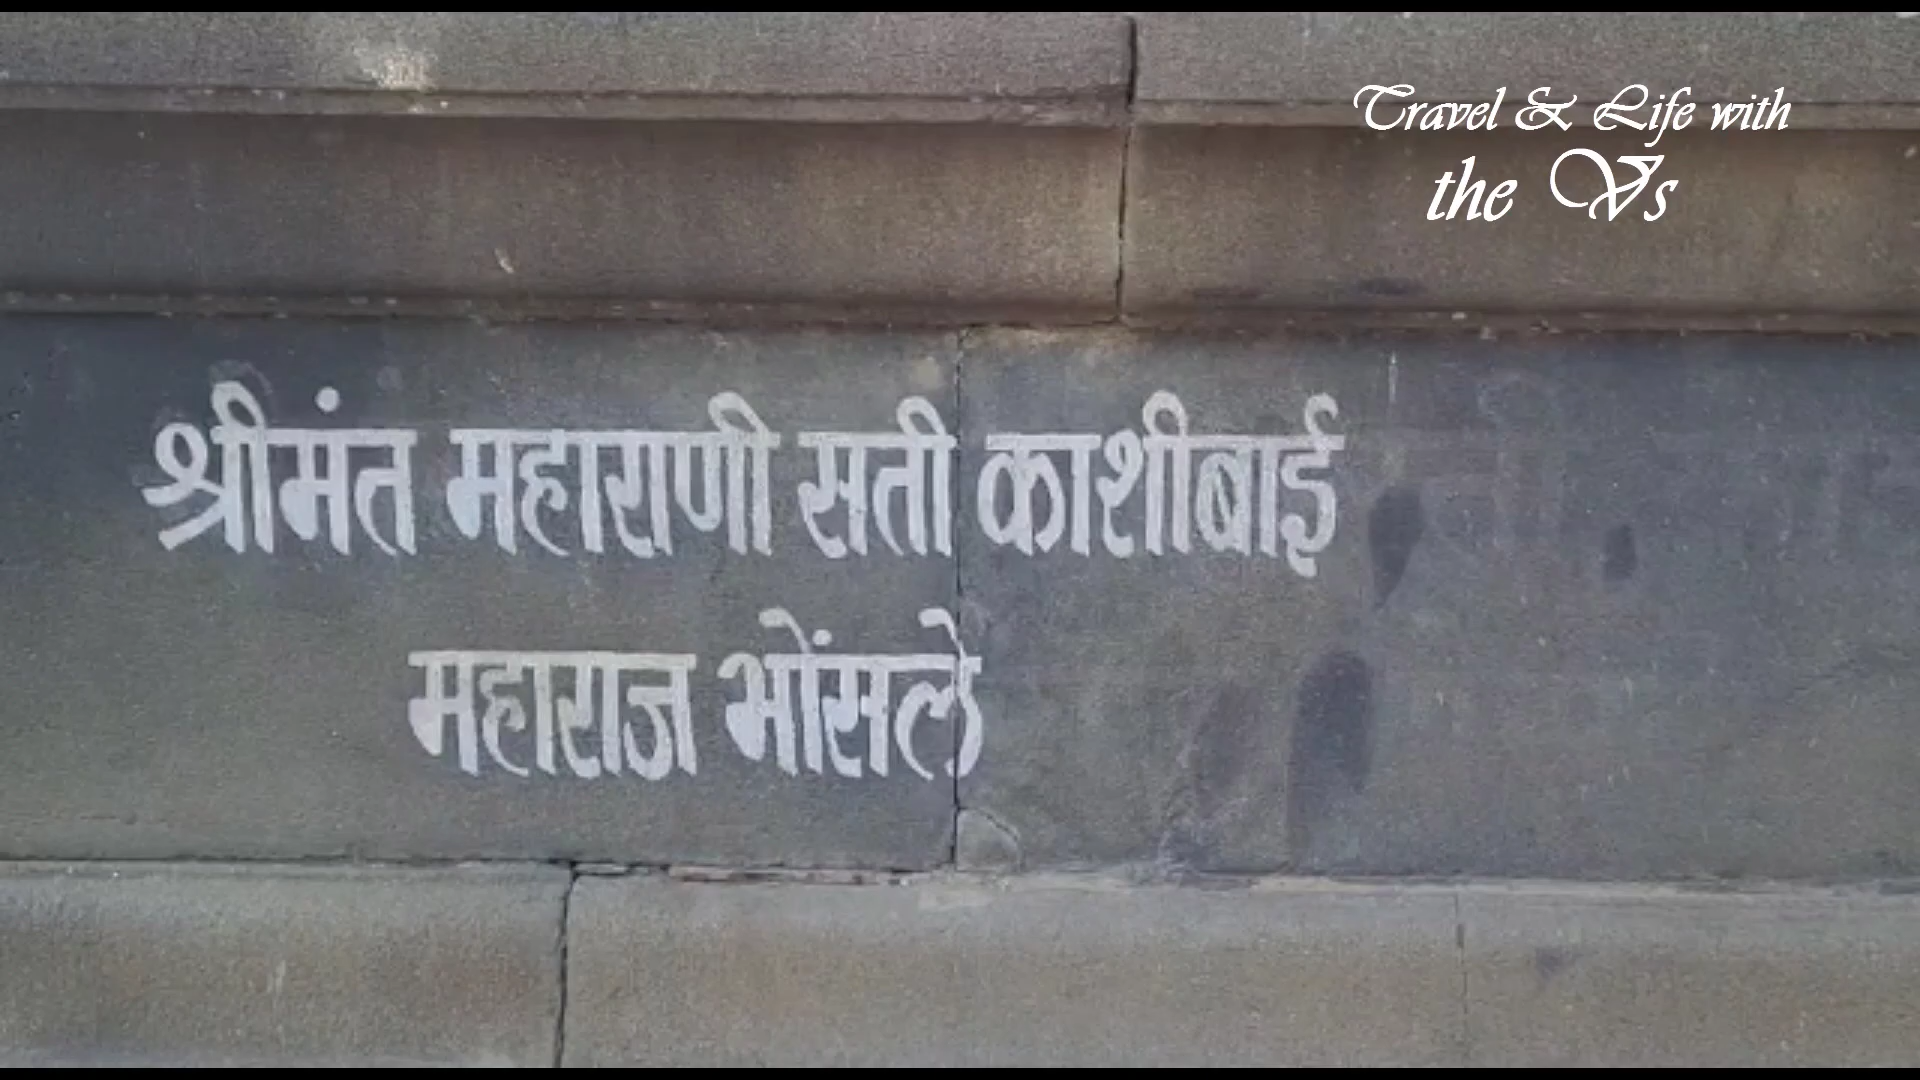 Travel & Life with
the Vs
श्रीमंत महाराणी सती काशीबाई
महाराज भोंसले